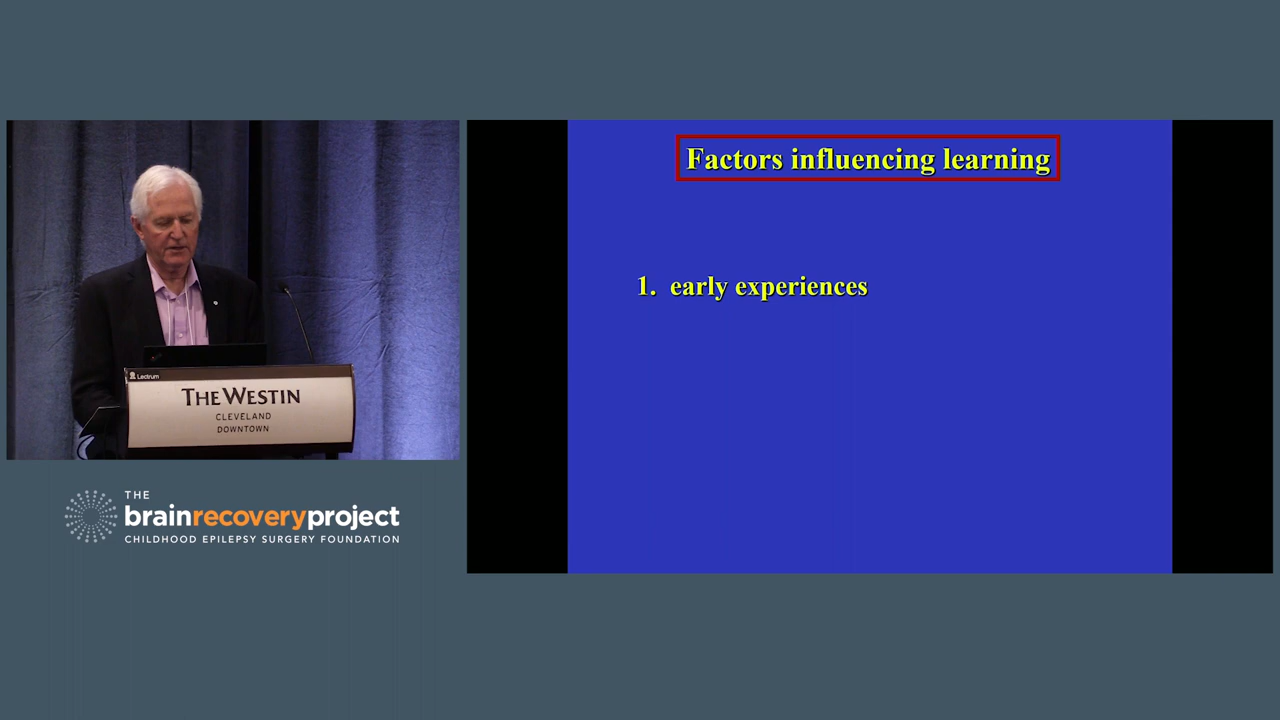 Factors influencing learning
1. early experiences
Lectrum
THE WESTIN
CLEVELAND
DOWNTOWN
THE
brainrecoveryproject
CHILDHOOD EPILEPSY SURGERY FOUNDATION